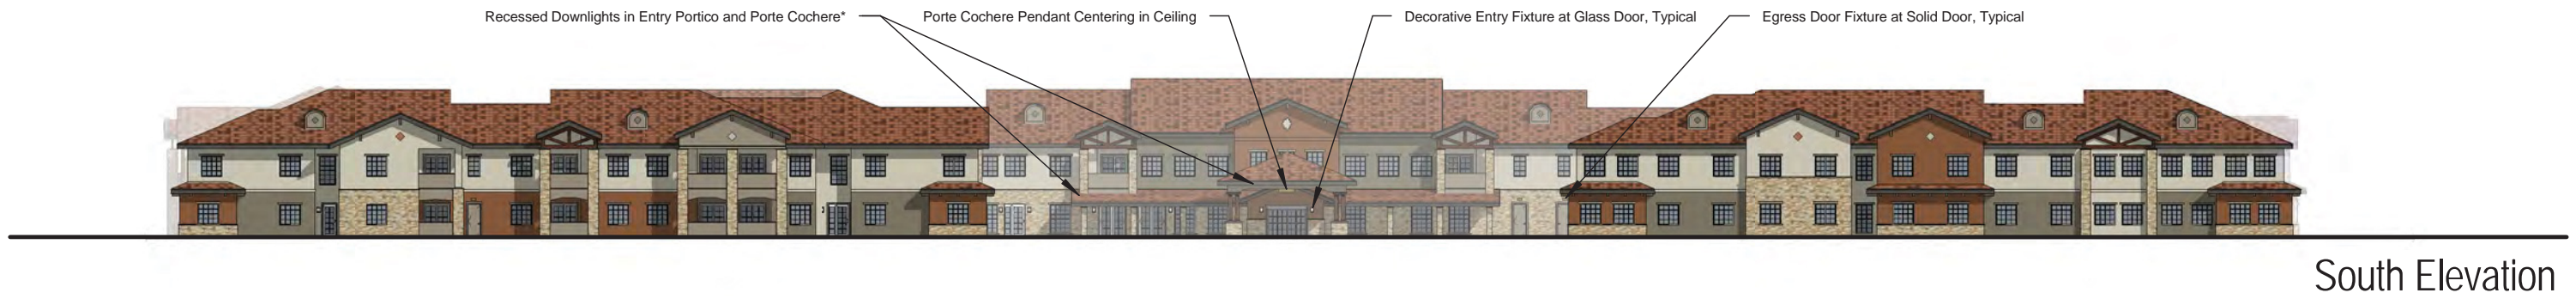 Recessed Downlights in Entry Portico and Porte Cochere*
Porte Cochere Pendant Centering in Ceiling
Decorative Entry Fixture at Glass Door, Typical
Egress Door Fixture at Solid Door, Typical
South Elevation